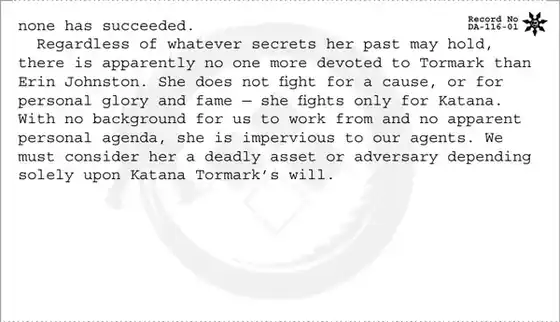 Record No
DA-116-01
none has succeeded.
Regardless of whatever secrets her past may hold,
there is apparently no one more devoted to Tormark than
Erin Johnston. She does not fight for a cause, or for
personal glory and fame — she fights only for Katana.
With no background for us to work from and no apparent
personal agenda, she is impervious to our agents. We
must consider her a deadly asset or adversary depending
solely upon Katana Tormark’s will.